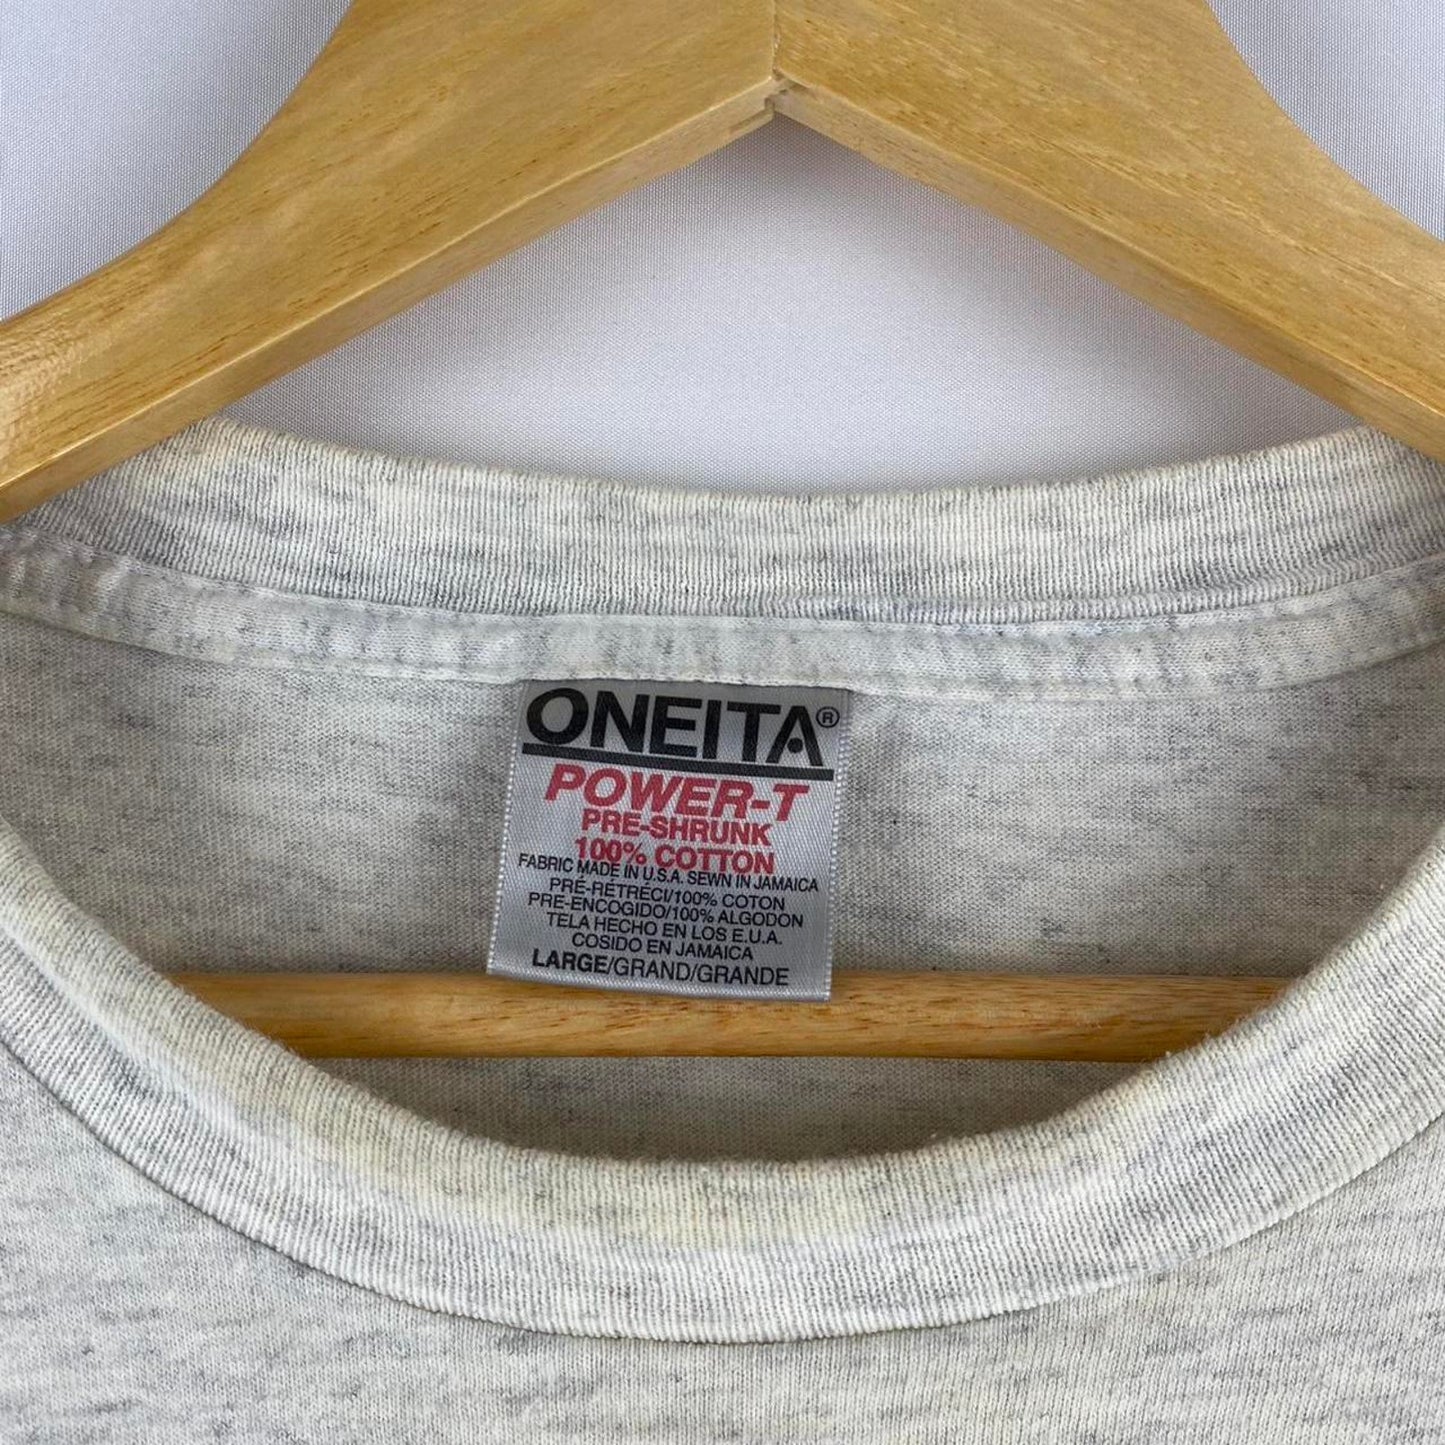 ONEITA®
POWER-T
PRE-SHRUNK
100% COTTON
FABRIC MADE IN U.S.A. SEWN IN JAMAICA
PRÉ-RÉTRÉCI/100% COTON
PRE-ENCOGIDO/100% ALGODON
TELA HECHO EN LOS E.U.A.
COSIDO EN JAMAICA
LARGE/GRAND/GRANDE